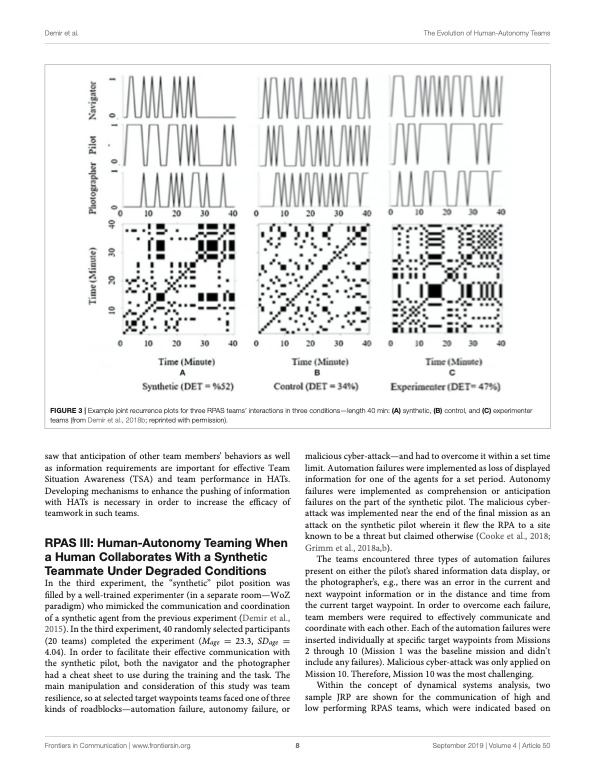 Demir et al.
The Evolution of Human-Autonomy Teams
Navigator
Pilot
Photographer
0 1
0 1
0 1
0 10 20 30 40
0 10 20 30 40
0 10 20 30 40
Time (Minute)
10 20 30 40
0 10 20 30 40
0 10 20 30 40
0 10 20 30 40
Time (Minute)
Time (Minute)
Time (Minute)
A
B
C
Synthetic (DET = %52)
Control (DET = 34%)
Experimenter (DET= 47%)
FIGURE 3 | Example joint recurrence plots for three RPAS teams' interactions in three conditions—length 40 min: (A) synthetic, (B) control, and (C) experimenter
teams (from Demir et al., 2018b; reprinted with permission).
saw that anticipation of other team members' behaviors as well
as information requirements are important for effective Team
Situation Awareness (TSA) and team performance in HATs.
Developing mechanisms to enhance the pushing of information
with HATs is necessary in order to increase the efficacy of
teamwork in such teams.
RPAS III: Human-Autonomy Teaming When
a Human Collaborates With a Synthetic
Teammate Under Degraded Conditions
In the third experiment, the "synthetic" pilot position was
filled by a well-trained experimenter (in a separate room—WoZ
paradigm) who mimicked the communication and coordination
of a synthetic agent from the previous experiment (Demir et al.,
2015). In the third experiment, 40 randomly selected participants
(20 teams) completed the experiment (Mage = 23.3, SDage =
4.04). In order to facilitate their effective communication with
the synthetic pilot, both the navigator and the photographer
had a cheat sheet to use during the training and the task. The
main manipulation and consideration of this study was team
resilience, so at selected target waypoints teams faced one of three
kinds of roadblocks—automation failure, autonomy failure, or
malicious cyber-attack—and had to overcome it within a set time
limit. Automation failures were implemented as loss of displayed
information for one of the agents for a set period. Autonomy
failures were implemented as comprehension or anticipation
failures on the part of the synthetic pilot. The malicious cyber-
attack was implemented near the end of the final mission as an
attack on the synthetic pilot wherein it flew the RPA to a site
known to be a threat but claimed otherwise (Cooke et al., 2018;
Grimm et al., 2018a,b).
The teams encountered three types of automation failures
present on either the pilot's shared information data display, or
the photographer's, e.g., there was an error in the current and
next waypoint information or in the distance and time from
the current target waypoint. In order to overcome each failure,
team members were required to effectively communicate and
coordinate with each other. Each of the automation failures were
inserted individually at specific target waypoints from Missions
2 through 10 (Mission 1 was the baseline mission and didn't
include any failures). Malicious cyber-attack was only applied on
Mission 10. Therefore, Mission 10 was the most challenging.
Within the concept of dynamical systems analysis, two
sample JRP are shown for the communication of high and
low performing RPAS teams, which were indicated based on
Frontiers in Communication | www.frontiersin.org
8
September 2019 | Volume 4 | Article 50